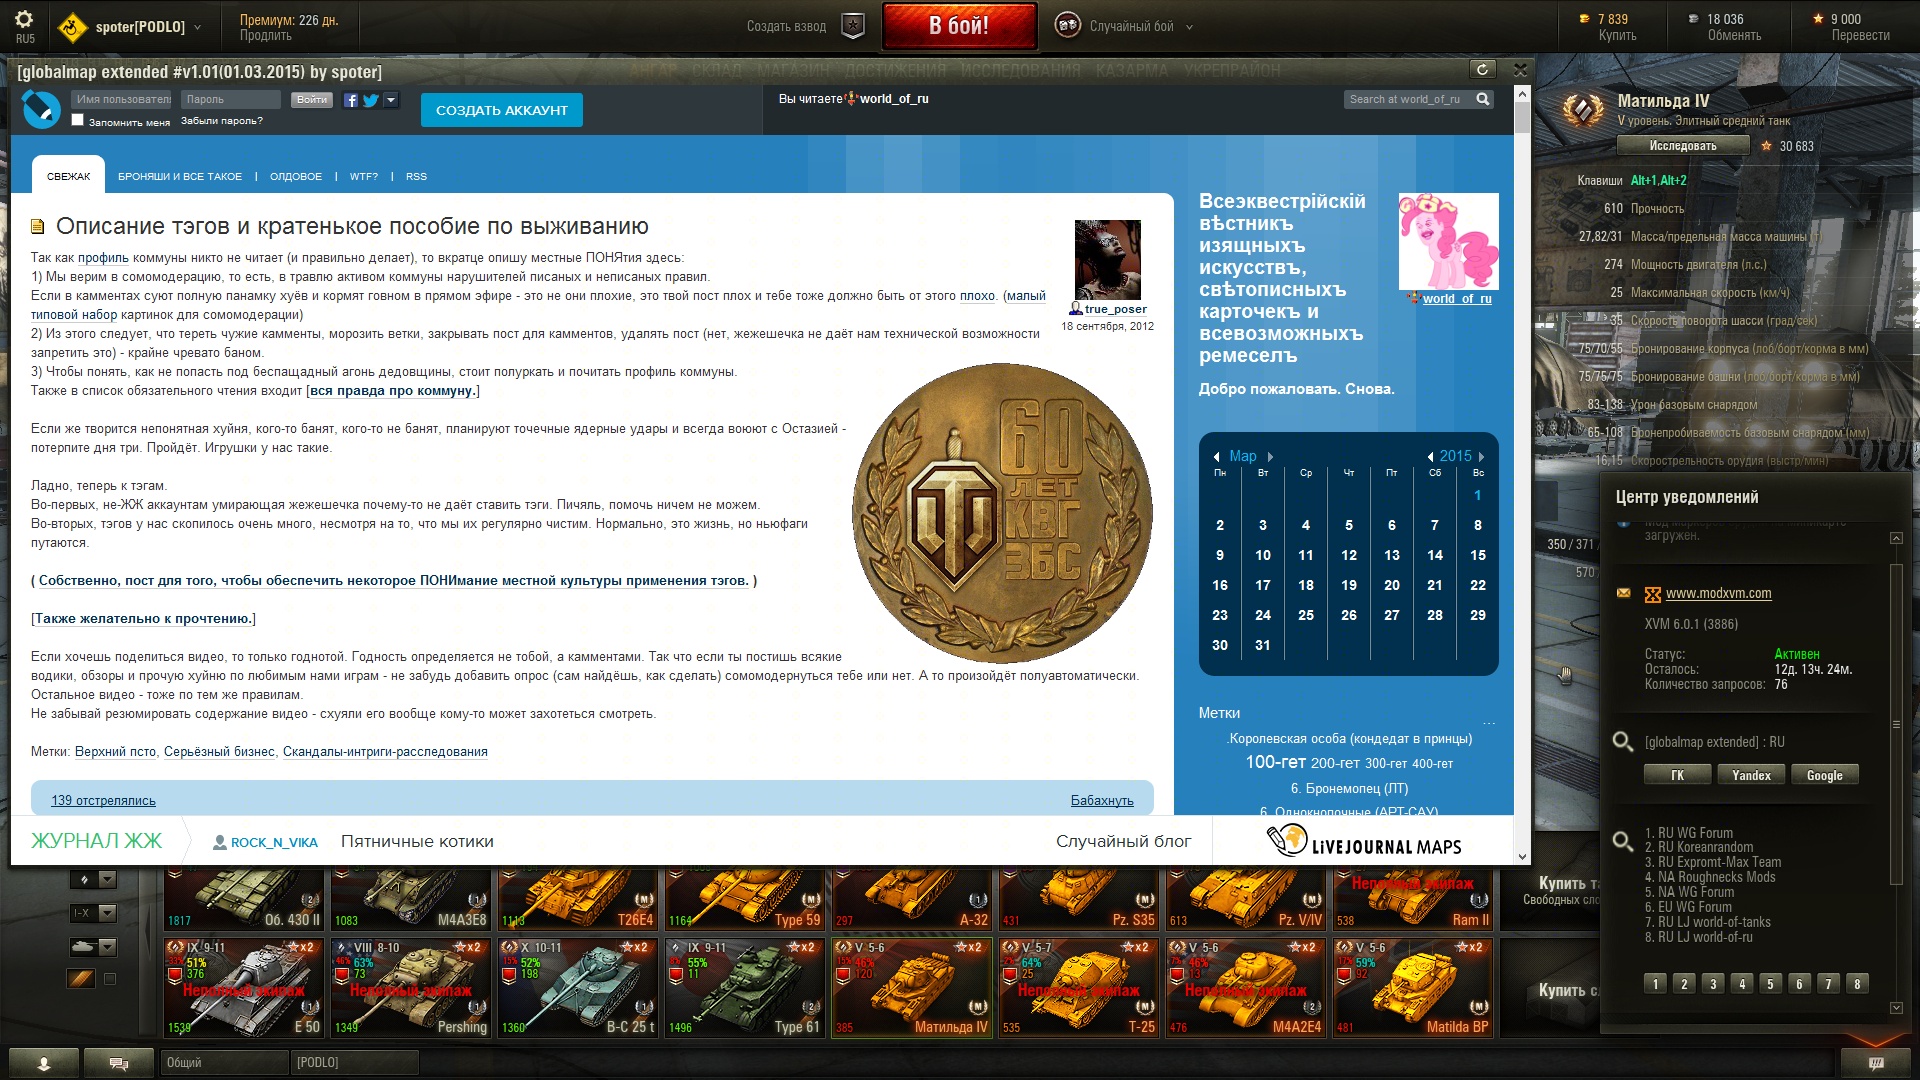 RU5
spoter[PODLO]
Премиум: 226 дн.
Продлить
Создать взвод
В бой!
Случайный бой
7 839
Купить
18 036
Обменять
9 000
Перевести
[globalmap extended #v1.01(01.03.2015) by spoter]
АНГАР СКЛАД МАГАЗИН ДОСТИЖЕНИЯ ИССЛЕДОВАНИЯ КАЗАРМА УКРЕПРАЙОН
Имя пользовател
Пароль
Войти
Запомнить меня
Забыли пароль?
СОЗДАТЬ АККАУНТ
Вы читаете world_of_ru
Search at world_of_ru
СВЕЖАК
БРОНЯШИ И ВСЕ ТАКОЕ | ОЛДОВОЕ | WTF? | RSS
Описание тэгов и кратенькое пособие по выживанию
Так как профиль коммуны никто не читает (и правильно делает), то вкратце опишу местные ПОНЯтия здесь:
1) Мы верим в сомомодерацию, то есть, в травлю активом коммуны нарушителей писаных и неписаных правил.
Если в камментах суют полную панамку хуёв и кормят говном в прямом эфире - это не они плохие, это твой пост плох и тебе тоже должно быть от этого плохо. (малый
типовой набор картинок для сомомодерации)
2) Из этого следует, что тереть чужие камменты, морозить ветки, закрывать пост для камментов, удалять пост (нет, жежешечка не даёт нам технической возможности
запретить это) - крайне чревато баном.
3) Чтобы понять, как не попасть под беспащадный агонь дедовщины, стоит полуркать и почитать профиль коммуны.
Также в список обязательного чтения входит [вся правда про коммуну.]
Если же творится непонятная хуйня, кого-то банят, кого-то не банят, планируют точечные ядерные удары и всегда воюют с Остазией -
потерпите дня три. Пройдёт. Игрушки у нас такие.
Ладно, теперь к тэгам.
Во-первых, не-ЖЖ аккаунтам умирающая жежешечка почему-то не даёт ставить тэги. Пичяль, помочь ничем не можем.
Во-вторых, тэгов у нас скопилось очень много, несмотря на то, что мы их регулярно чистим. Нормально, это жизнь, но ньюфаги
путаются.
( Собственно, пост для того, чтобы обеспечить некоторое ПОНИмание местной культуры применения тэгов. )
[Также желательно к прочтению.]
Если хочешь поделиться видео, то только годнотой. Годность определяется не тобой, а камментами. Так что если ты постишь всякие
водики, обзоры и прочую хуйню по любимым нами играм - не забудь добавить опрос (сам найдёшь, как сделать) сомомодернуться тебе или нет. А то произойдёт полуавтоматически.
Остальное видео - тоже по тем же правилам.
Не забывай резюмировать содержание видео - схуяли его вообще кому-то может захотеться смотреть.
Метки: Верхний псто, Серьёзный бизнес, Скандалы-интриги-расследования
139 отстрелялись
Бабахнуть
true_poser
18 сентября, 2012
60
ЛЕТ
КВГ
ЗБС
Всеэквестрiйскiй
вѣстникъ
изящныхъ
искусствъ,
свѣтописныхъ
карточекъ и
всевозможныхъ
ремеселъ
world_of_ru
Добро пожаловать. Снова.
Мар 2015
Пн Вт Ср Чт Пт Сб Вс
1
2 3 4 5 6 7 8
9 10 11 12 13 14 15
16 17 18 19 20 21 22
23 24 25 26 27 28 29
30 31
Метки
...
.Королевская особа (кондедат в принцы)
100-гет 200-гет 300-гет 400-гет
6. Бронемопец (ЛТ)
6. Однокнопочные (АРТ-САУ)
ЖУРНАЛ ЖЖ
ROCK_N_VIKA
Пятничные котики
Случайный блог
LIVEJOURNAL MAPS
Матильда IV
V уровень. Элитный средний танк
Исследовать
30 683
Клавиши Alt+1,Alt+2
610 Прочность
27,82/31 Масса/предельная масса машины (т)
274 Мощность двигателя (л.с.)
25 Максимальная скорость (км/ч)
35 Скорость поворота шасси (град/сек)
75/70/55 Бронирование корпуса (лоб/борт/корма в мм)
75/75/75 Бронирование башни (лоб/борт/корма в мм)
83-138 Урон базовым снарядом
65-108 Бронепробиваемость базовым снарядом (мм)
16,15 Скорострельность орудия (выстр/мин)
350 / 371 /
570 /
Центр уведомлений
загружен.
www.modxvm.com
XVM 6.0.1 (3886)
Статус: Активен
Осталось: 12д. 13ч. 24м.
Количество запросов: 76
[globalmap extended] : RU
ГК
Yandex
Google
1. RU WG Forum
2. RU Koreanrandom
3. RU Expromt-Max Team
4. NA Roughnecks Mods
5. NA WG Forum
6. EU WG Forum
7. RU LJ world-of-tanks
8. RU LJ world-of-ru
1 2 3 4 5 6 7 8
I-X
1817 Об. 430 II
1083 M4A3E8
1113 T26E4
1164 Type 59
297 А-32
431 Pz. S35
613 Pz. V/IV
Неполный экипаж
538 Ram II
Купить т
Свободных сло
IX 9-11 x2
33% 51%
376
Неполный экипаж
1539 E 50
VIII 8-10 x2
46% 63%
73
Неполный экипаж
1349 Pershing
X 10-11 x2
15% 52%
198
1360 B-C 25 t
IX 9-11 x2
8% 55%
11
1496 Type 61
V 5-6 x2
15% 46%
120
385 Матильда IV
V 5-7 x2
2% 64%
25
Неполный экипаж
535 Т-25
V 5-6 x2
7% 46%
13
Неполный экипаж
476 M4A2E4
V 5-6 x2
17% 59%
92
481 Matilda BP
Купить с
Общий
[PODLO]